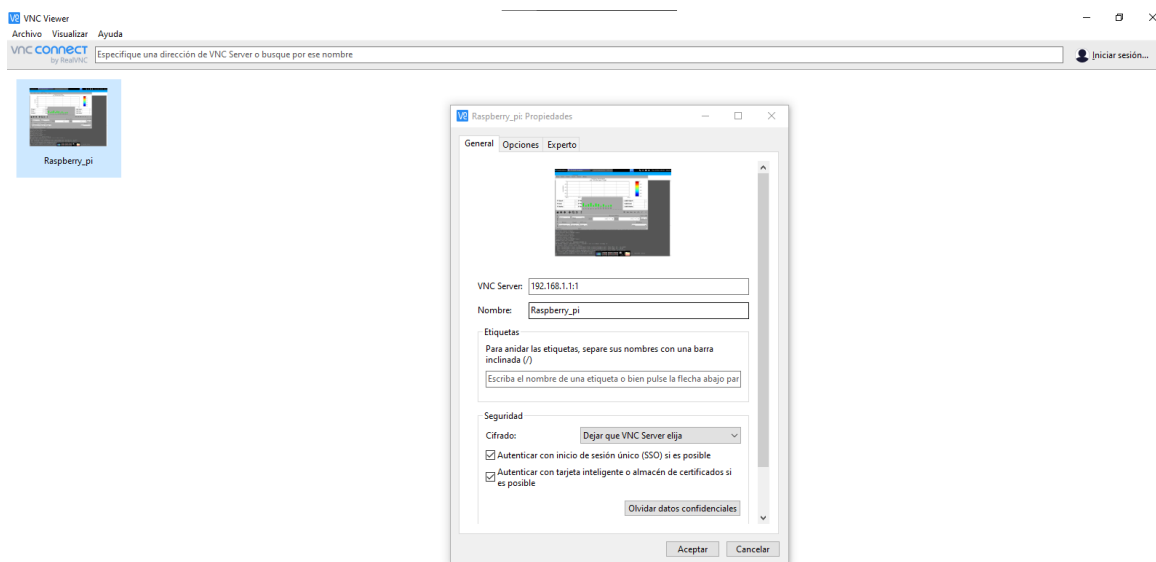 VNC Viewer
Archivo Visualizar Ayuda
vnc connect
by RealVNC
Especifique una dirección de VNC Server o busque por ese nombre
Iniciar sesión...
Raspberry_pi
Raspberry_pi: Propiedades
General Opciones Experto
VNC Server: 192.168.1.1:1
Nombre: Raspberry_pi
Etiquetas
Para anidar las etiquetas, separe sus nombres con una barra
inclinada (/)
Escriba el nombre de una etiqueta o bien pulse la flecha abajo par
Seguridad
Cifrado: Dejar que VNC Server elija
Autenticar con inicio de sesión único (SSO) si es posible
Autenticar con tarjeta inteligente o almacén de certificados si
es posible
Olvidar datos confidenciales
Aceptar Cancelar